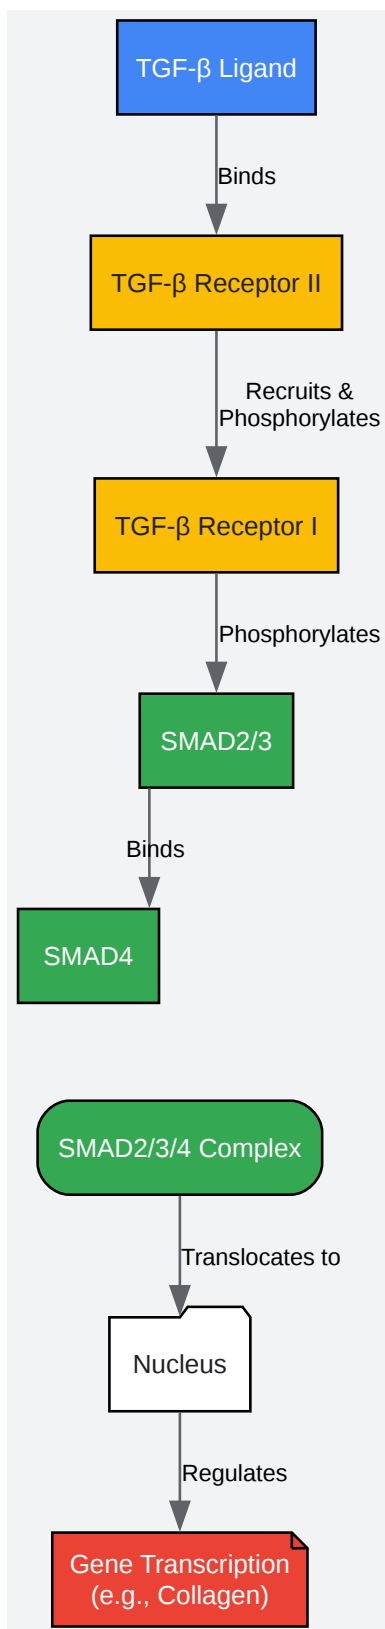 TGF-β Ligand
Binds
TGF-β Receptor II
Recruits &
Phosphorylates
TGF-β Receptor I
Phosphorylates
SMAD2/3
Binds
SMAD4
SMAD2/3/4 Complex
Translocates to
Nucleus
Regulates
Gene Transcription
(e.g., Collagen)